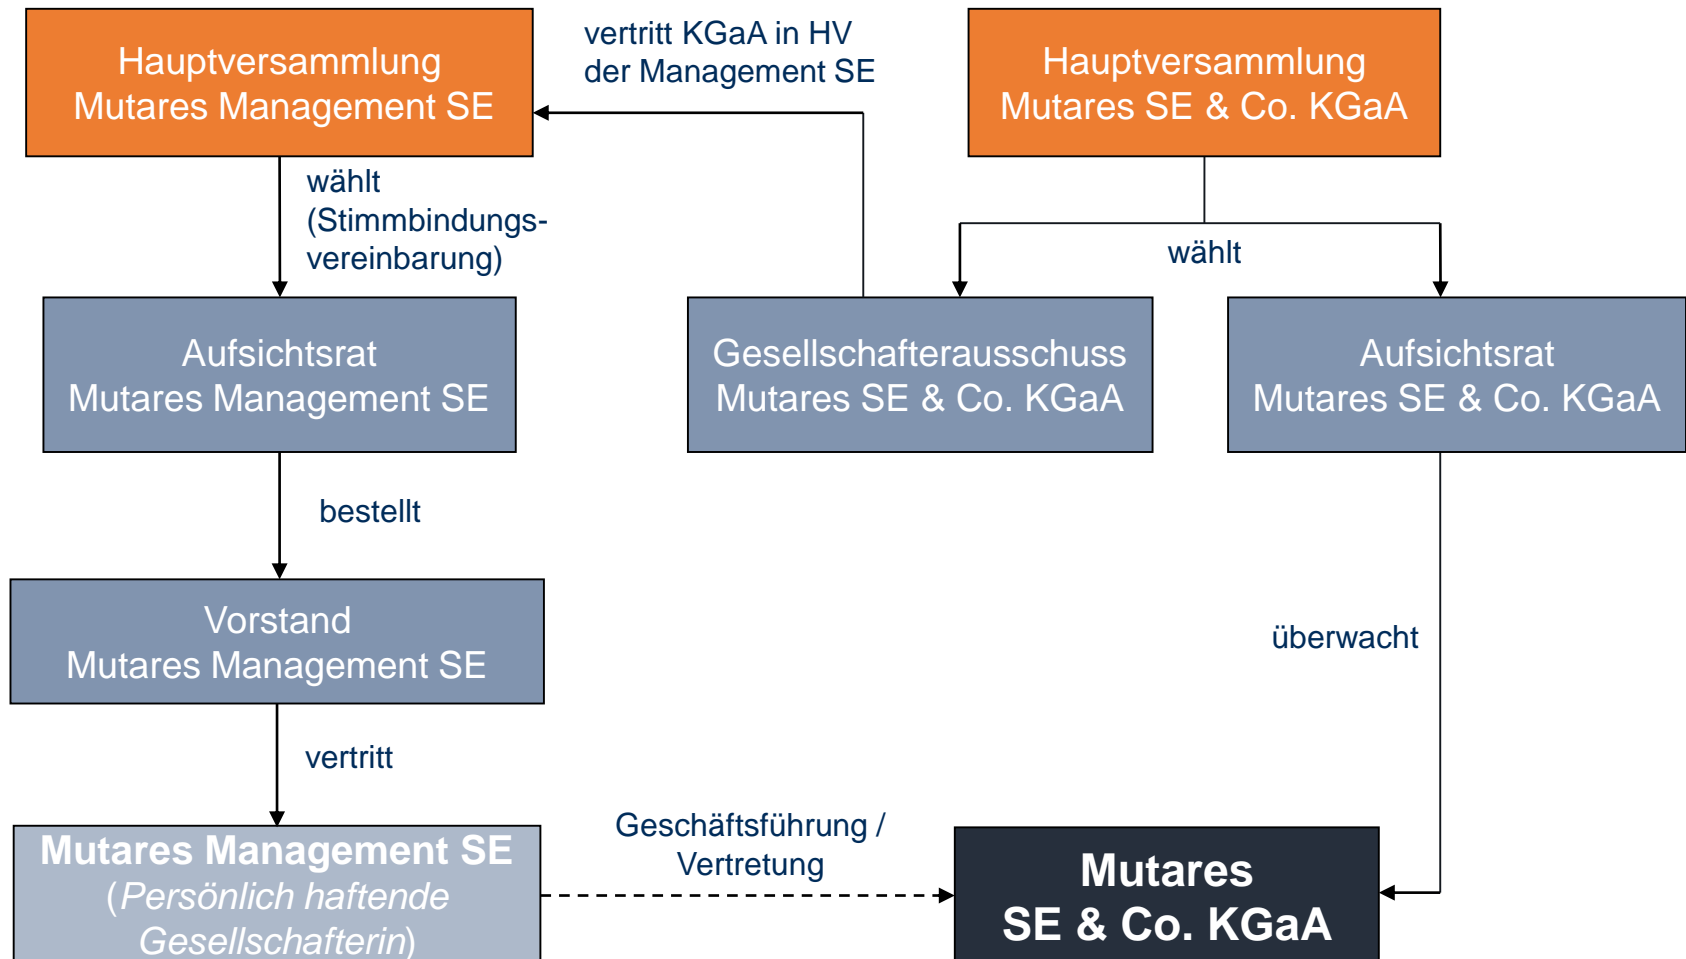 Hauptversammlung
Mutares Management SE
vertritt KGaA in HV
der Management SE
Hauptversammlung
Mutares SE & Co. KGaA
wählt
(Stimmbindungs-
vereinbarung)
wählt
Aufsichtsrat
Mutares Management SE
Gesellschafterausschuss
Mutares SE & Co. KGaA
Aufsichtsrat
Mutares SE & Co. KGaA
bestellt
Vorstand
Mutares Management SE
überwacht
vertritt
Mutares Management SE
(Persönlich haftende
Gesellschafterin)
Geschäftsführung /
Vertretung
Mutares
SE & Co. KGaA